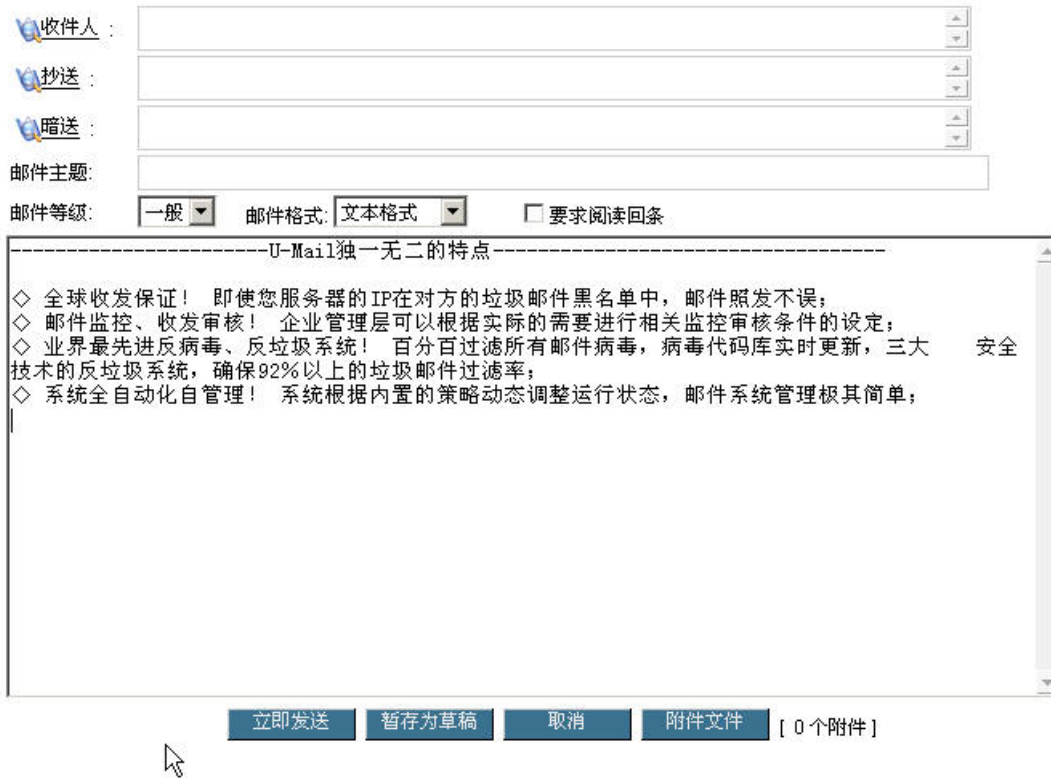 收件人 :
抄送 :
暗送 :
邮件主题:
邮件等级: 一般 邮件格式: 文本格式 要求阅读回条
-----------------------U-Mail独一无二的特点-----------------------------------
◇ 全球收发保证! 即使您服务器的IP在对方的垃圾邮件黑名单中,邮件照发不误;
◇ 邮件监控、收发审核! 企业管理层可以根据实际的需要进行相关监控审核条件的设定;
◇ 业界最先进反病毒、反垃圾系统! 百分百过滤所有邮件病毒,病毒代码库实时更新,三大 安全
技术的反垃圾系统,确保92%以上的垃圾邮件过滤率;
◇ 系统全自动化自管理! 系统根据内置的策略动态调整运行状态,邮件系统管理极其简单;
立即发送 暂存为草稿 取消 附件文件 [ 0个附件]